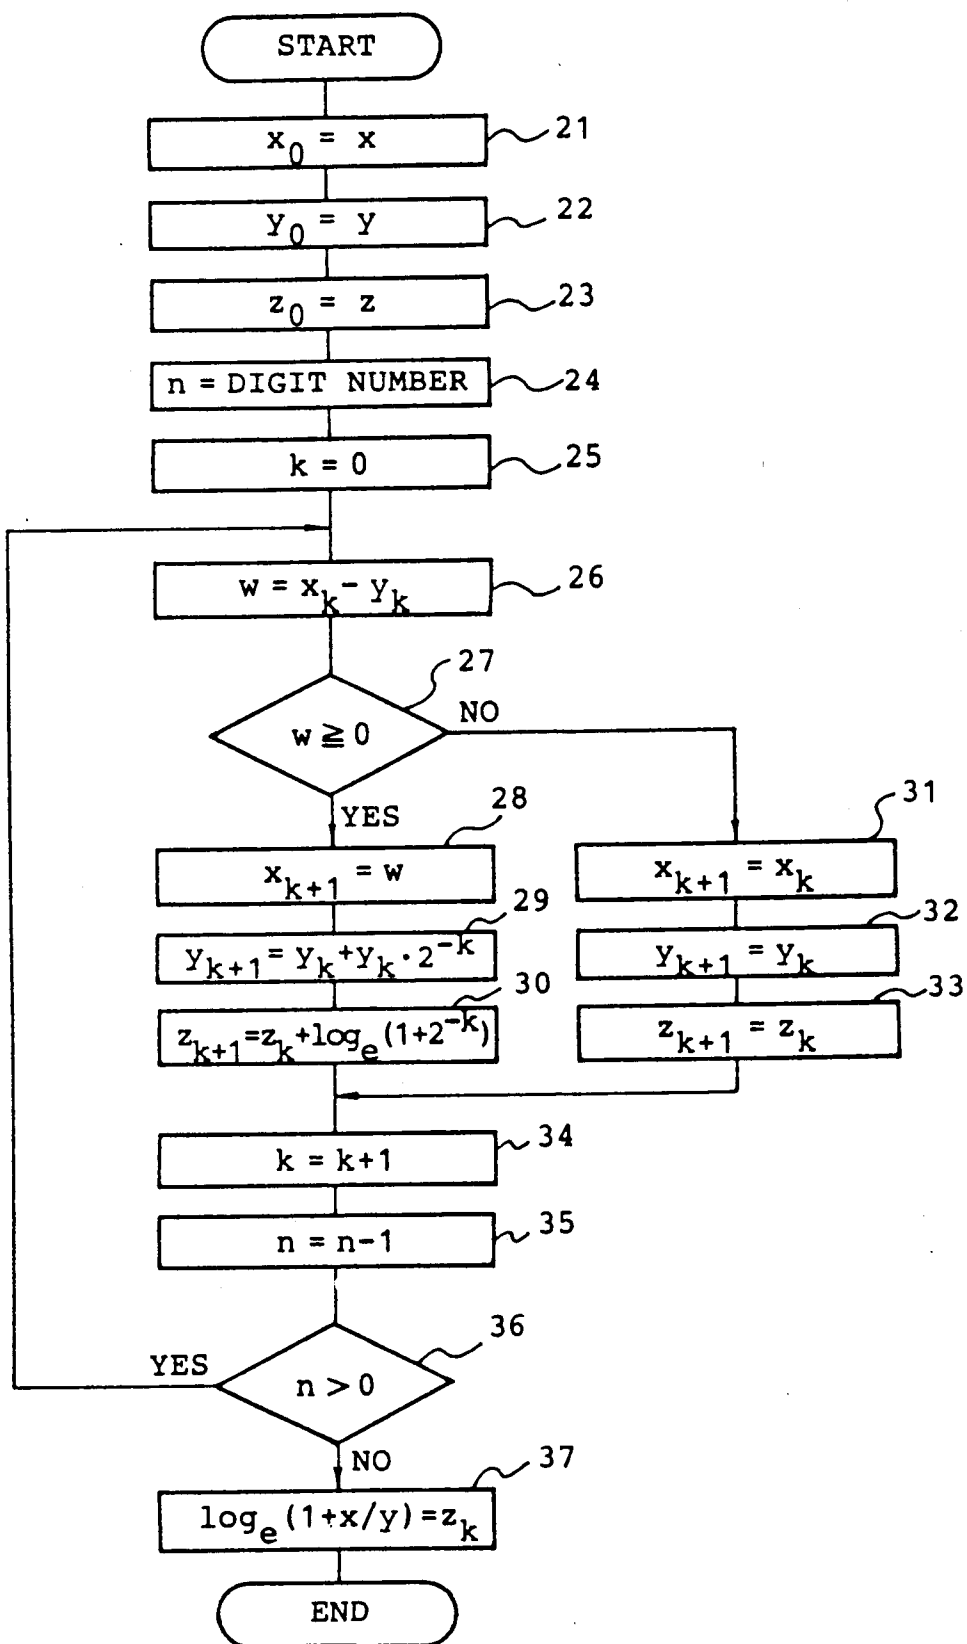 START
x₀ = x
21
y₀ = y
22
z₀ = z
23
n = DIGIT NUMBER
24
k = 0
25
w = xₖ - yₖ
26
27
w ≧ 0
NO
YES
28
xₖ₊₁ = w
31
xₖ₊₁ = xₖ
29
yₖ₊₁ = yₖ + yₖ · 2⁻ᵏ
32
yₖ₊₁ = yₖ
30
zₖ₊₁ = zₖ + logₑ (1+2⁻ᵏ)
33
zₖ₊₁ = zₖ
34
k = k+1
35
n = n-1
36
YES
n > 0
NO
37
logₑ (1+x/y) = zₖ
END